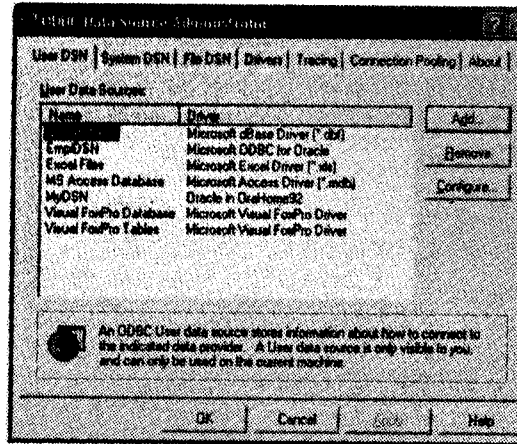 ODBC Data Source Administrator
User DSN System DSN File DSN Drivers Tracing Connection Pooling About
User Data Sources:
Name Driver Add...
Microsoft dBase Driver (*.dbf)
EmpDSN Microsoft ODBC for Oracle Remove
Excel Files Microsoft Excel Driver (*.xls)
MS Access Database Microsoft Access Driver (*.mdb) Configure...
MyDSN Oracle in OraHome92
Visual FoxPro Database Microsoft Visual FoxPro Driver
Visual FoxPro Tables Microsoft Visual FoxPro Driver
An ODBC User data source stores information about how to connect to
the indicated data provider. A User data source is only visible to you,
and can only be used on the current machine.
OK Cancel Apply Help